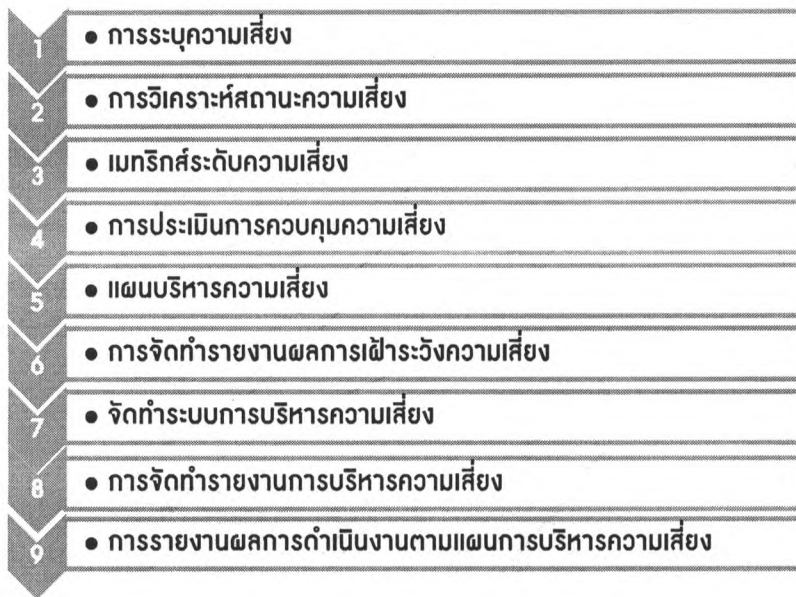 1 ● การระบุความเสี่ยง
2 ● การวิเคราะห์สถานะความเสี่ยง
3 ● เมทริกส์ระดับความเสี่ยง
4 ● การประเมินการควบคุมความเสี่ยง
5 ● แผนบริหารความเสี่ยง
6 ● การจัดทำรายงานผลการเฝ้าระวังความเสี่ยง
7 ● จัดทำระบบการบริหารความเสี่ยง
8 ● การจัดทำรายงานการบริหารความเสี่ยง
9 ● การรายงานผลการดำเนินงานตามแผนการบริหารความเสี่ยง